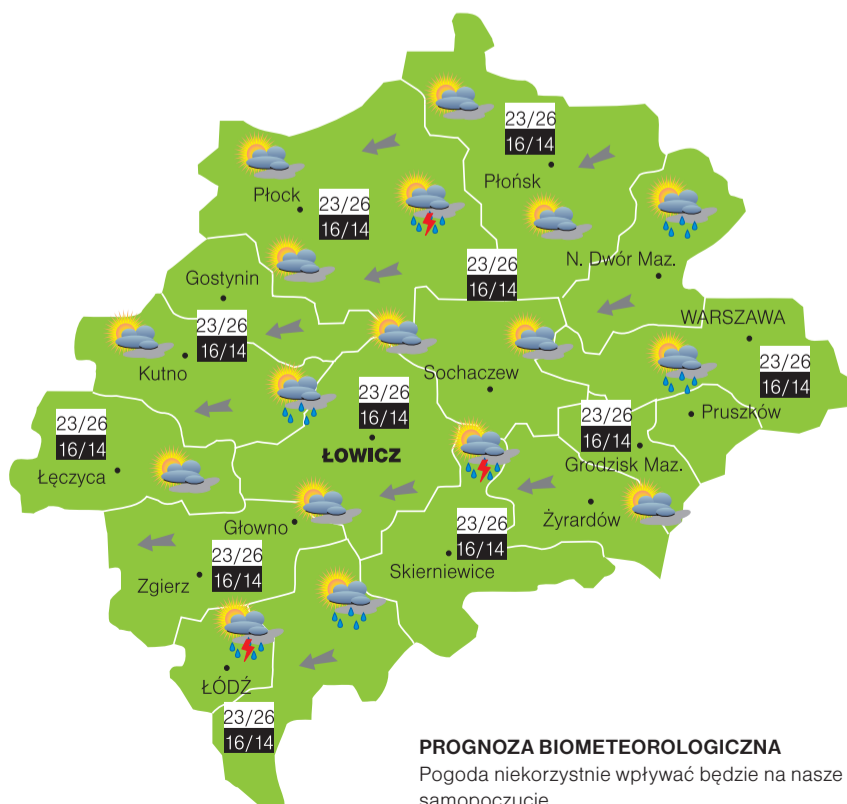 23/26
16/14
Płońsk
Płock
23/26
16/14
N. Dwór Maz.
23/26
16/14
Gostynin
WARSZAWA
23/26
16/14
Kutno
23/26
16/14
Sochaczew
23/26
16/14
ŁOWICZ
Pruszków
23/26
16/14
Grodzisk Maz.
23/26
16/14
Łęczyca
Żyrardów
Głowno
23/26
16/14
Skierniewice
23/26
16/14
Zgierz
ŁÓDŹ
23/26
16/14
PROGNOZA BIOMETEOROLOGICZNA
Pogoda niekorzystnie wpływać będzie na nasze
samopoczucie